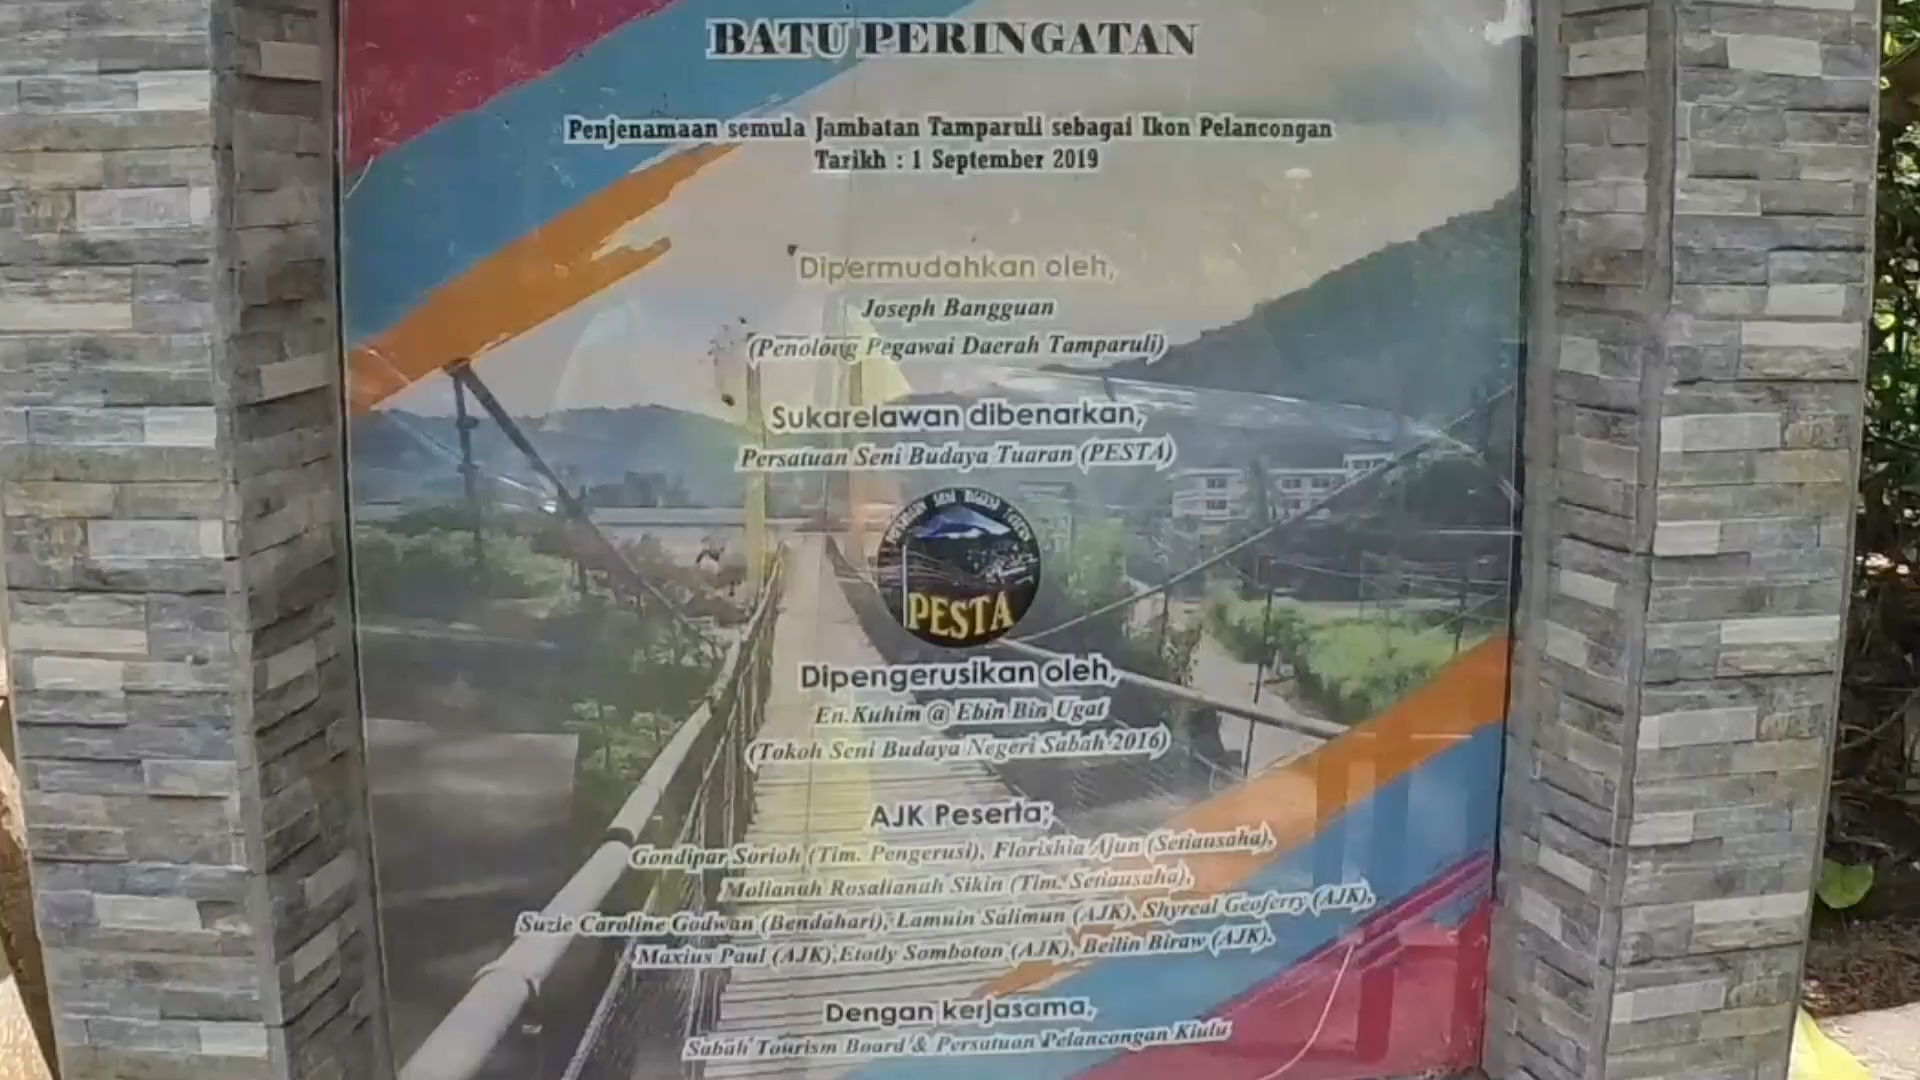 BATU PERINGATAN
Penjenamaan semula Jambatan Tamparuli sebagai Ikon Pelancongan
Tarikh : 1 September 2019
Dipermudahkan oleh,
Joseph Bangguan
(Penolong Pegawai Daerah Tamparuli)
Sukarelawan dibenarkan,
Persatuan Seni Budaya Tuaran (PESTA)
PESTA
Dipengerusikan oleh,
En.Kuhim @ Ebin Bin Ugat
(Tokoh Seni Budaya Negeri Sabah 2016)
AJK Peserta;
Gondipar Sorioh (Tim. Pengerusi), Florishia Ajun (Setiausaha),
Molianah Rosalianah Sikin (Tim. Setiausaha),
Suzie Caroline Godwan (Bendahari), Lamuin Salimun (AJK), Shyreal Geoferry (AJK),
Maxius Paul (AJK),Etotly Somboton (AJK), Beilin Biraw (AJK).
Dengan kerjasama,
Sabah Tourism Board & Persatuan Pelancongan Kiulu